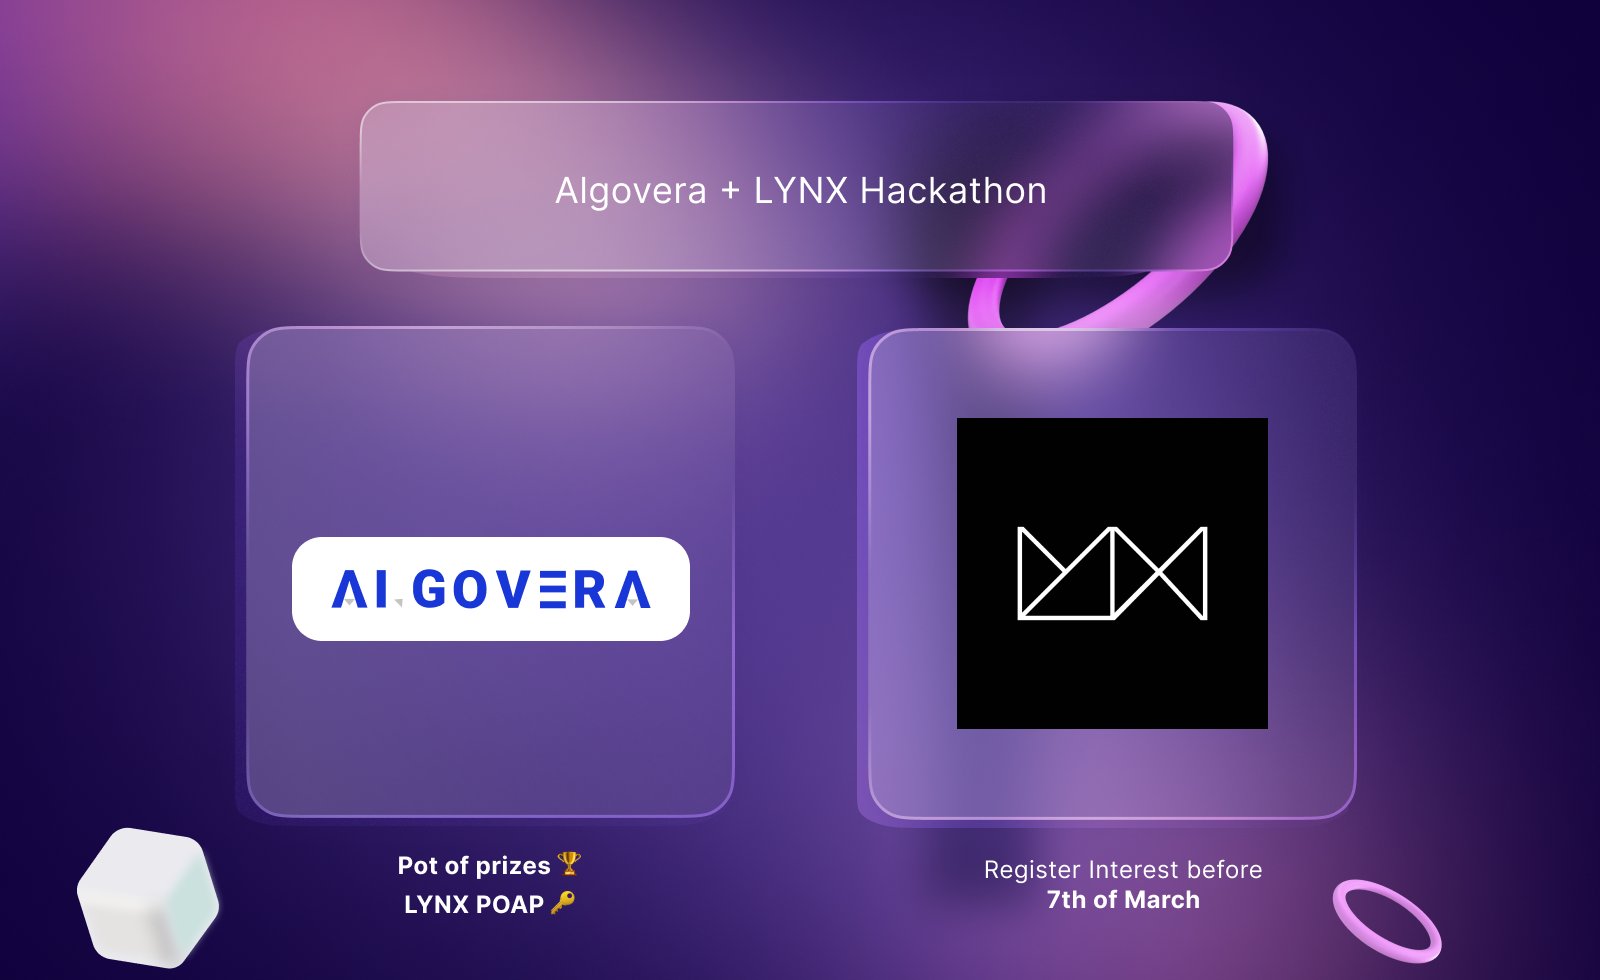 Algovera + LYNX Hackathon
ALGOVERA
Pot of prizes 🏆
LYNX POAP 🔑
Register Interest before
7th of March